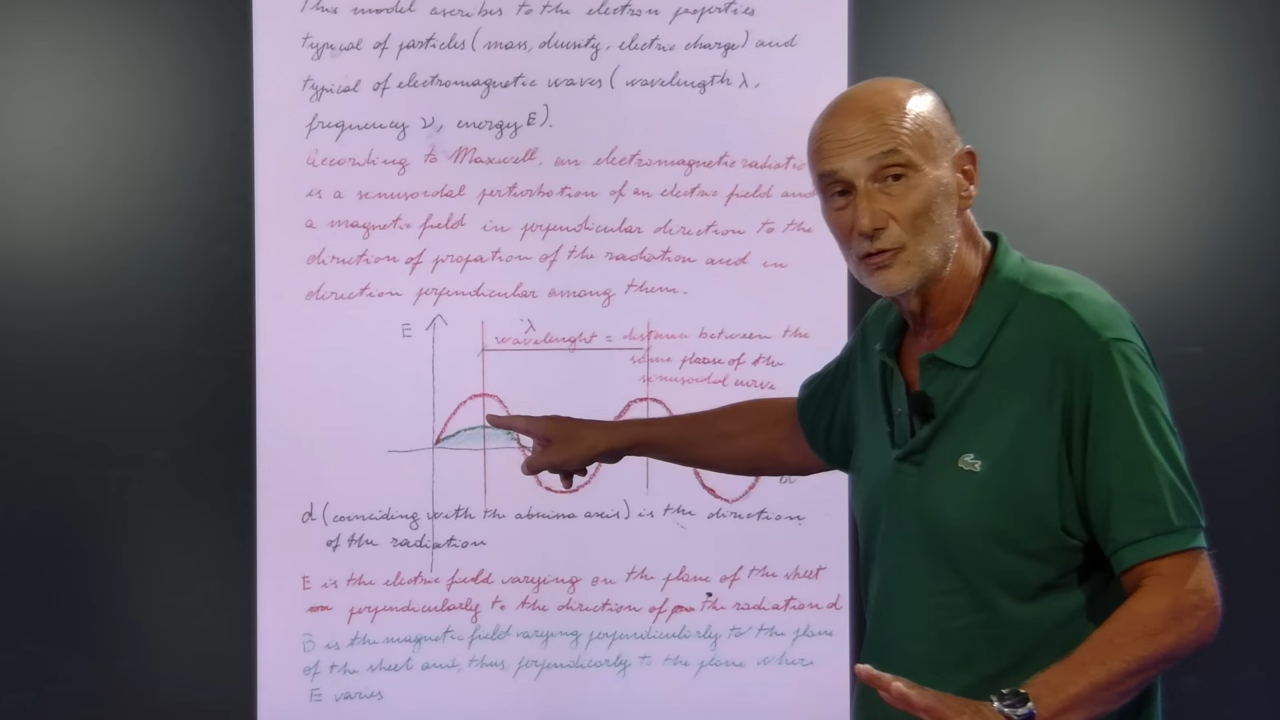 This model ascribes to the electron properties
typical of particles (mass, density, electric charge) and
typical of electromagnetic waves (wavelength λ,
frequency ν, energy E).
According to Maxwell, an electromagnetic radiatio
is a sinusoidal perturbation of an electric field and
a magnetic field in perpendicular direction to the
direction of propation of the radiation and in
direction perpendicular among them.
E
λ
wavelenght = distance between the
same phase of the
sinusoidal curve
d (coinciding with the abscissa axis) is the direction
of the radiation
E is the electric field varying on the plane of the sheet
perpendicularly to the direction of the radiation d
B is the magnetic field varying perpendicularly to the plane
of the sheet and, thus, perpendicularly to the plane where
E varies